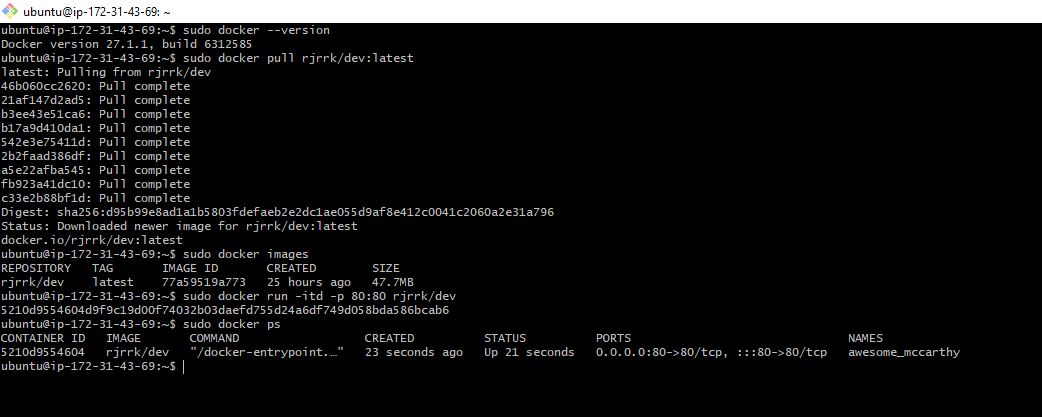 ubuntu@ip-172-31-43-69: ~
ubuntu@ip-172-31-43-69:~$ sudo docker --version
Docker version 27.1.1, build 6312585
ubuntu@ip-172-31-43-69:~$ sudo docker pull rjrrk/dev:latest
latest: Pulling from rjrrk/dev
46b060cc2620: Pull complete
21af147d2ad5: Pull complete
b3ee43e51ca6: Pull complete
b17a9d410da1: Pull complete
542e3e75411d: Pull complete
2b2faad386df: Pull complete
a5e22afba545: Pull complete
fb923a41dc10: Pull complete
c33e2b88bf1d: Pull complete
Digest: sha256:d95b99e8ad1a1b5803fdefaeb2e2dc1ae055d9af8e412c0041c2060a2e31a796
Status: Downloaded newer image for rjrrk/dev:latest
docker.io/rjrrk/dev:latest
ubuntu@ip-172-31-43-69:~$ sudo docker images
REPOSITORY   TAG       IMAGE ID       CREATED        SIZE
rjrrk/dev    latest    77a59519a773   25 hours ago   47.7MB
ubuntu@ip-172-31-43-69:~$ sudo docker run -itd -p 80:80 rjrrk/dev
5210d9554604d9f9c19d00f74032b03daefd755d24a6df749d058bda586bcab6
ubuntu@ip-172-31-43-69:~$ sudo docker ps
CONTAINER ID   IMAGE       COMMAND                  CREATED          STATUS          PORTS                               NAMES
5210d9554604   rjrrk/dev   "/docker-entrypoint.…"   23 seconds ago   Up 21 seconds   0.0.0.0:80->80/tcp, :::80->80/tcp   awesome_mccarthy
ubuntu@ip-172-31-43-69:~$